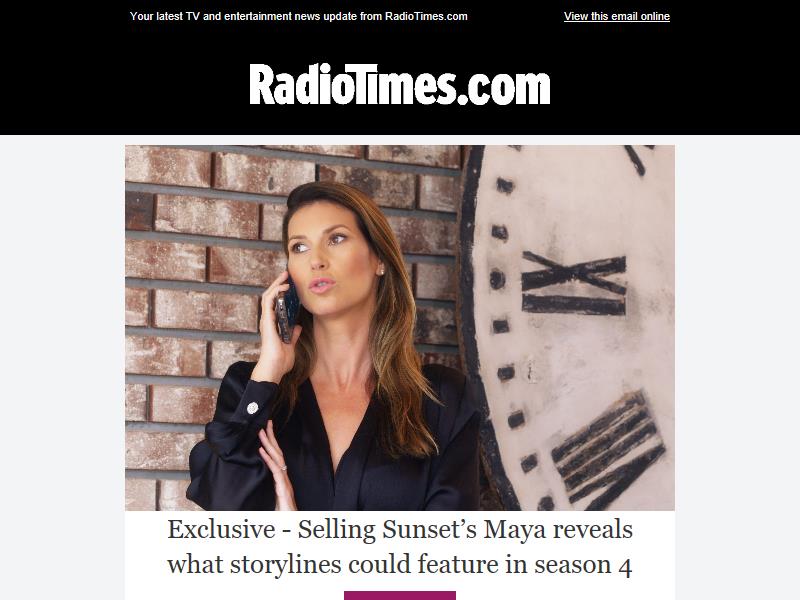 Your latest TV and entertainment news update from RadioTimes.com
View this email online
RadioTimes.com
Exclusive - Selling Sunset’s Maya reveals
what storylines could feature in season 4